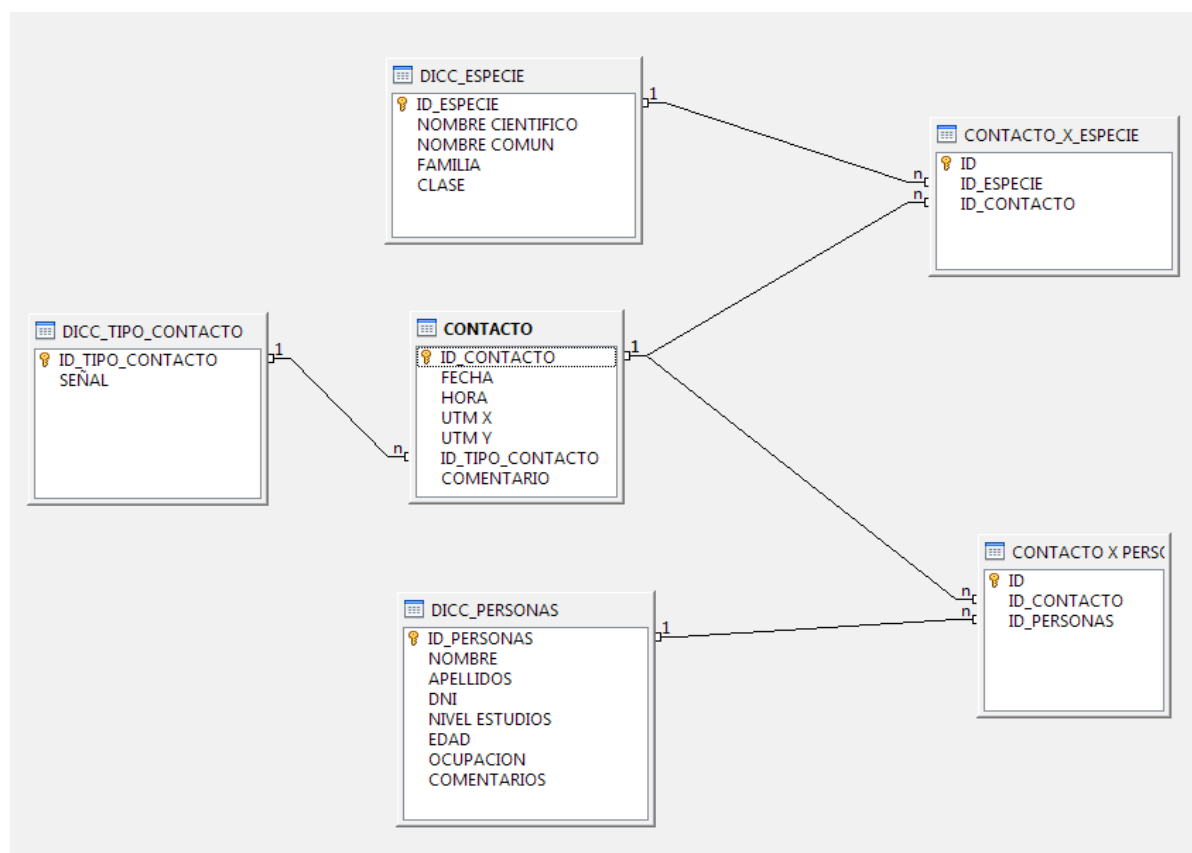 DICC_ESPECIE
ID_ESPECIE
NOMBRE CIENTIFICO
NOMBRE COMUN
FAMILIA
CLASE
1
CONTACTO_X_ESPECIE
ID
ID_ESPECIE
ID_CONTACTO
n
n
DICC_TIPO_CONTACTO
ID_TIPO_CONTACTO
SEÑAL
1
n
CONTACTO
ID_CONTACTO
FECHA
HORA
UTM X
UTM Y
ID_TIPO_CONTACTO
COMENTARIO
1
CONTACTO X PERSO
ID
ID_CONTACTO
ID_PERSONAS
n
n
DICC_PERSONAS
ID_PERSONAS
NOMBRE
APELLIDOS
DNI
NIVEL ESTUDIOS
EDAD
OCUPACION
COMENTARIOS
1